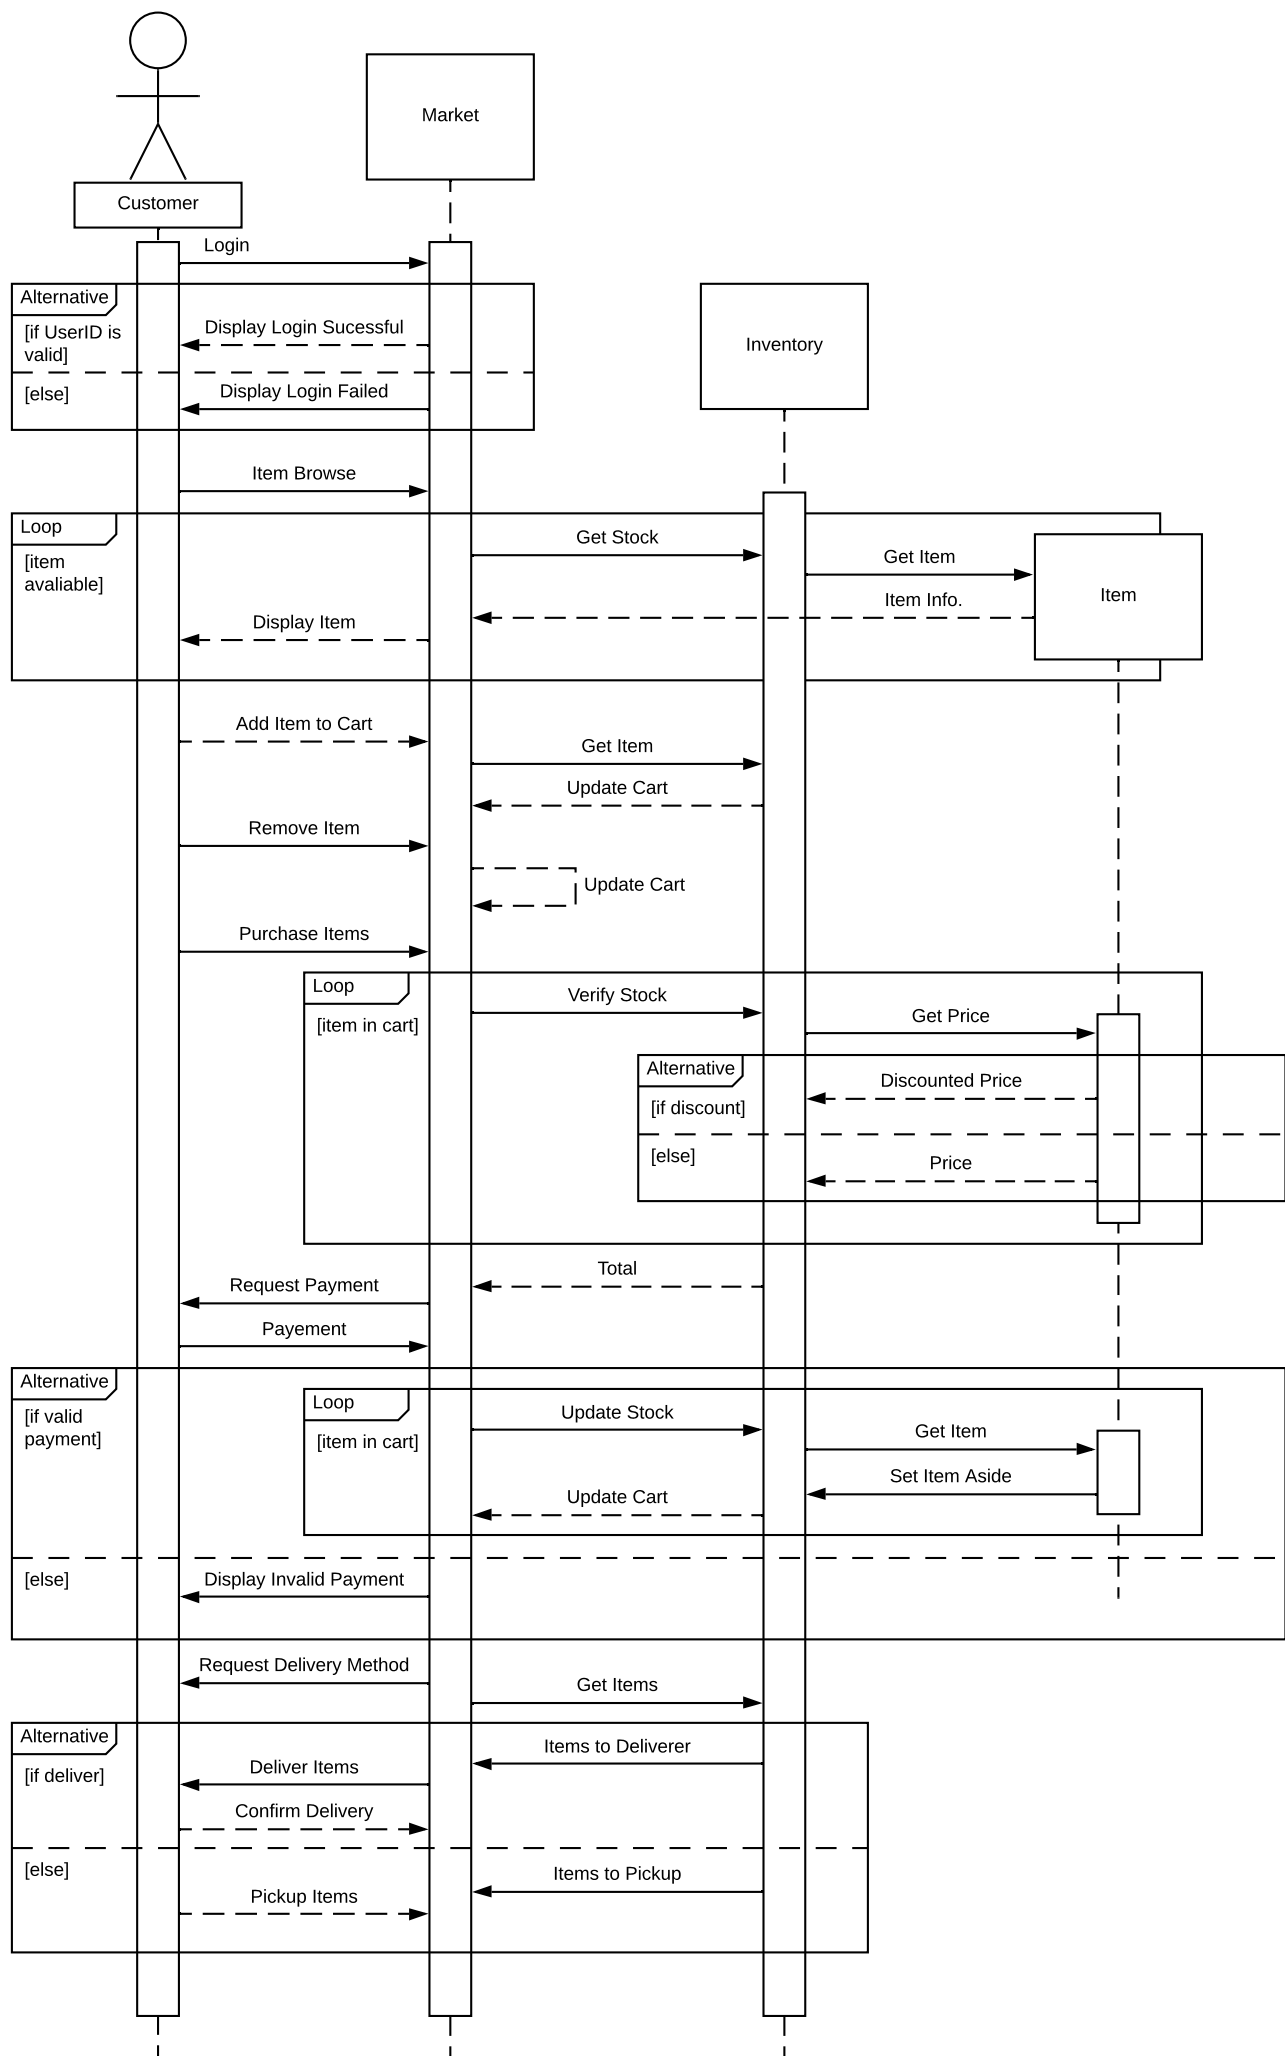 Market
Customer
Login
Alternative
[if UserID is
valid]
Display Login Sucessful
Inventory
[else]
Display Login Failed
Item Browse
Loop
[item
avaliable]
Get Stock
Get Item
Item
Item Info.
Display Item
Add Item to Cart
Get Item
Update Cart
Remove Item
Update Cart
Purchase Items
Loop
[item in cart]
Verify Stock
Get Price
Alternative
[if discount]
Discounted Price
[else]
Price
Total
Request Payment
Payement
Alternative
[if valid
payment]
Loop
[item in cart]
Update Stock
Get Item
Set Item Aside
Update Cart
[else]
Display Invalid Payment
Request Delivery Method
Get Items
Alternative
[if deliver]
Items to Deliverer
Deliver Items
Confirm Delivery
[else]
Items to Pickup
Pickup Items